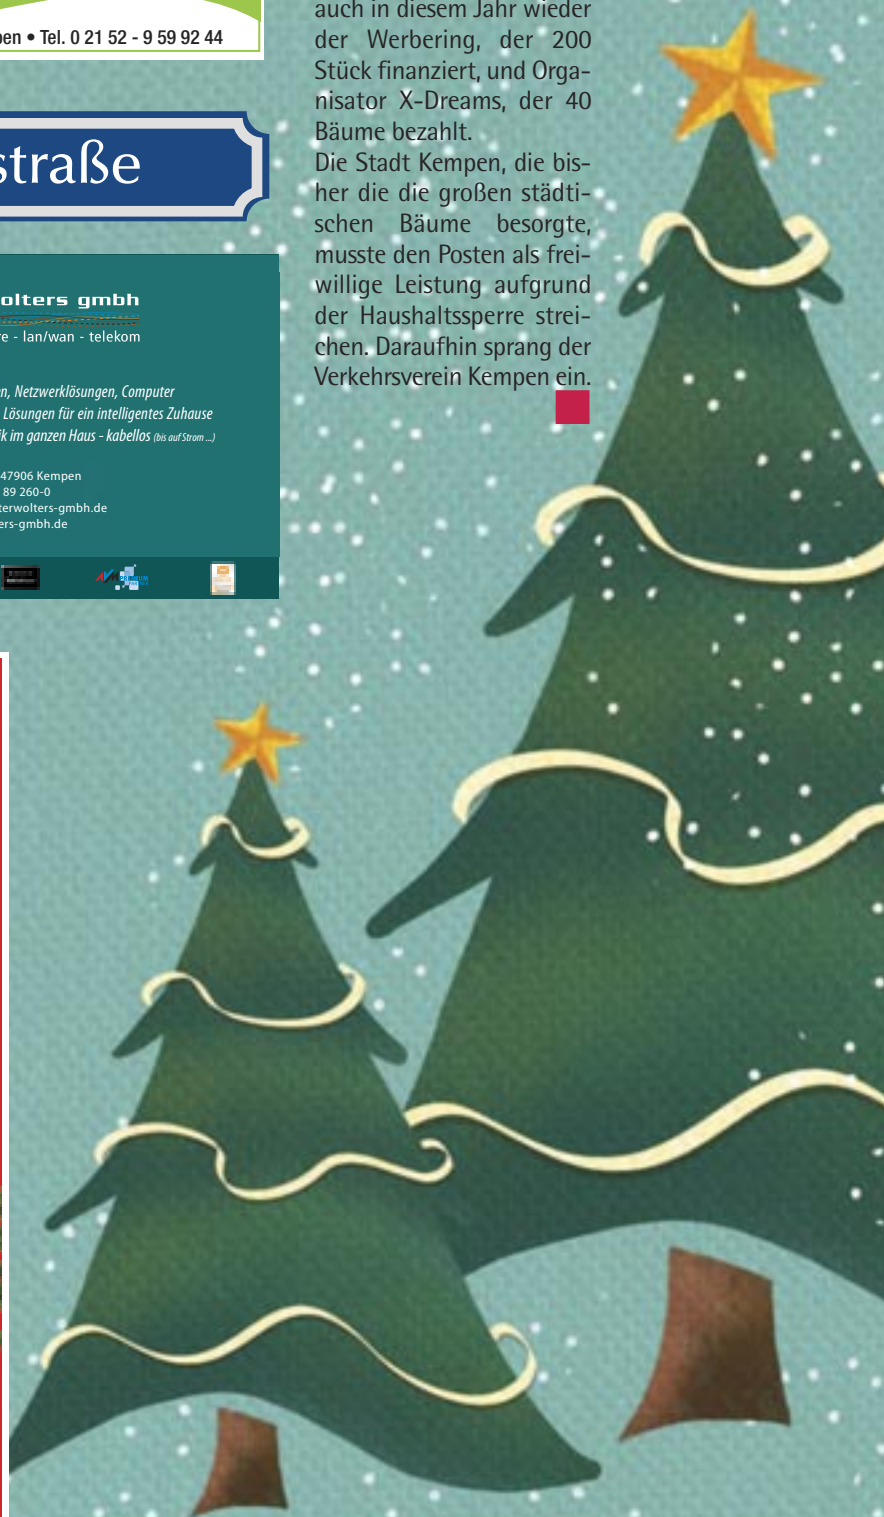 pen • Tel. 0 21 52 - 9 59 92 44
straße
olters gmbh
re - lan/wan - telekom
en, Netzwerklösungen, Computer
Lösungen für ein intelligentes Zuhause
ik im ganzen Haus - kabellos (bis auf Strom ...)
47906 Kempen
89 260-0
terwolters-gmbh.de
ers-gmbh.de
auch in diesem Jahr wieder
der Werbering, der 200
Stück finanziert, und Orga-
nisator X-Dreams, der 40
Bäume bezahlt.
Die Stadt Kempen, die bis-
her die die großen städti-
schen Bäume besorgte,
musste den Posten als frei-
willige Leistung aufgrund
der Haushaltssperre strei-
chen. Daraufhin sprang der
Verkehrsverein Kempen ein.